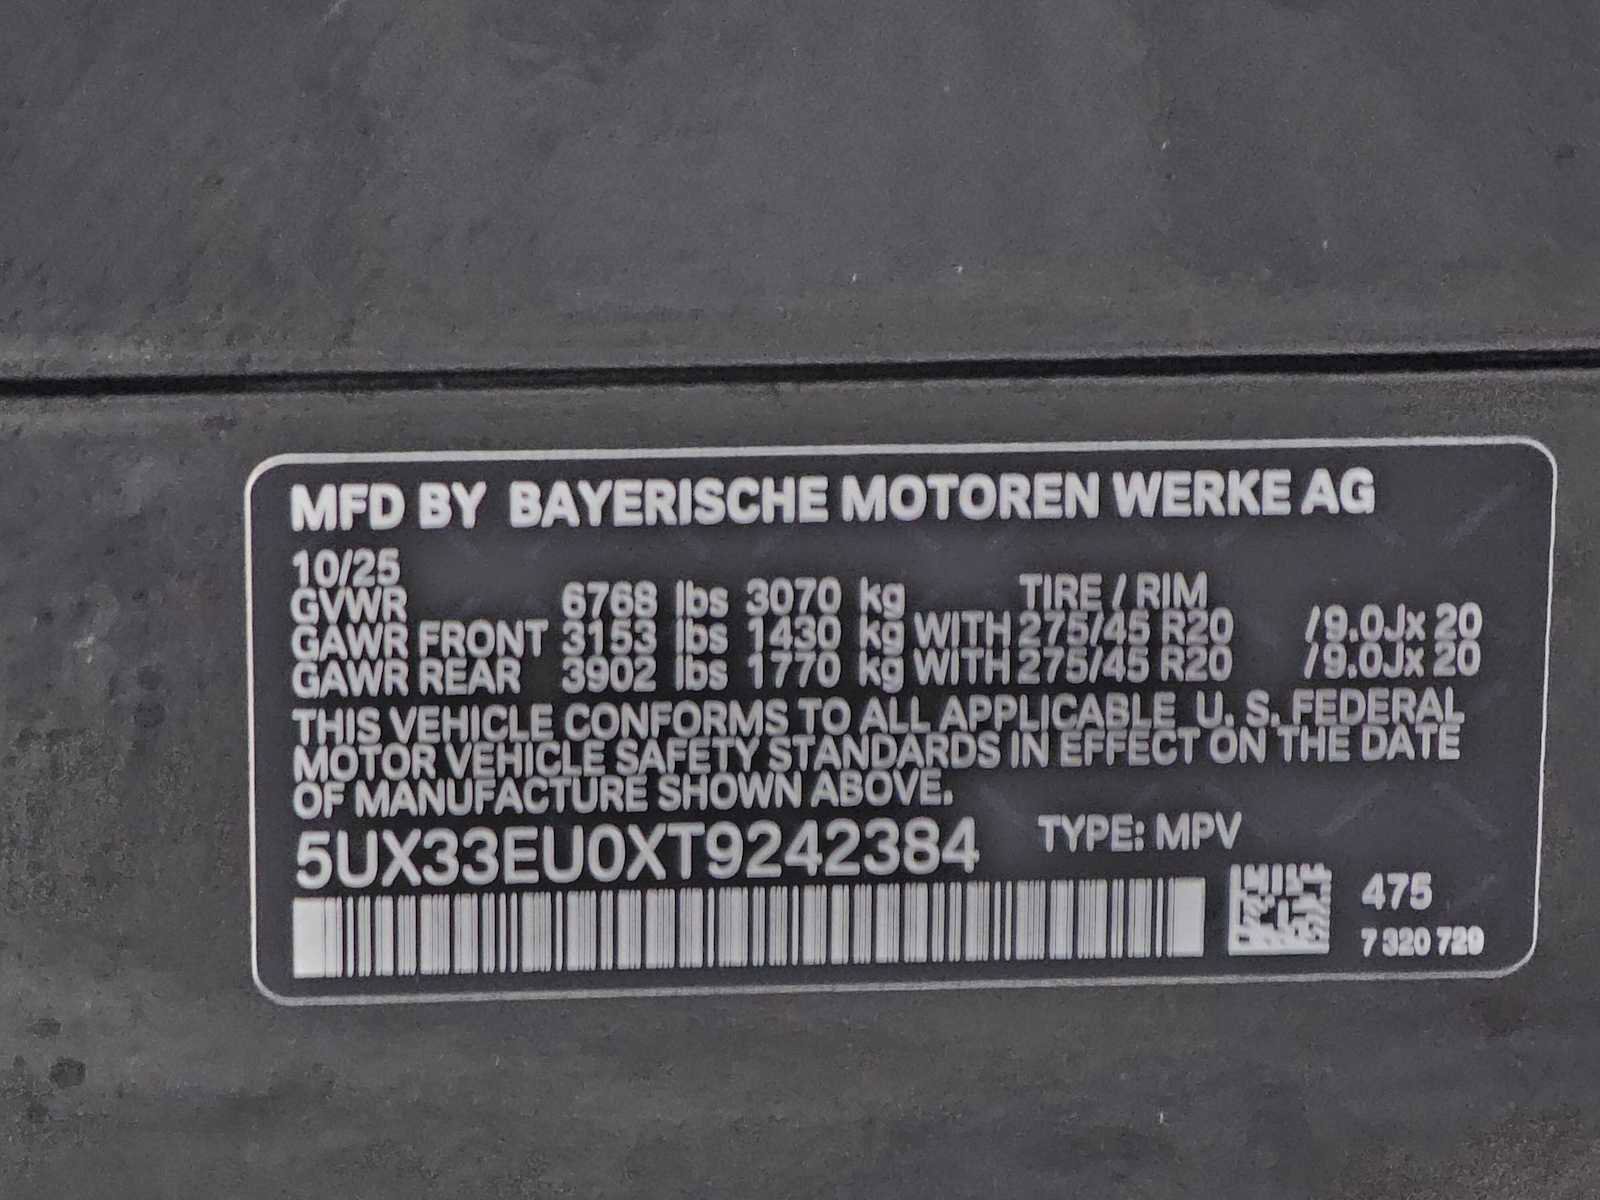 MFD BY BAYERISCHE MOTOREN WERKE AG
10/25
GVWR 6768 lbs 3070 kg TIRE / RIM
GAWR FRONT 3153 lbs 1430 kg WITH 275/45 R20 / 9.0Jx 20
GAWR REAR 3902 lbs 1770 kg WITH 275/45 R20 / 9.0Jx 20
THIS VEHICLE CONFORMS TO ALL APPLICABLE U. S. FEDERAL
MOTOR VEHICLE SAFETY STANDARDS IN EFFECT ON THE DATE
OF MANUFACTURE SHOWN ABOVE.
5UX33EU0XT9242384 TYPE: MPV
475
7 320 720